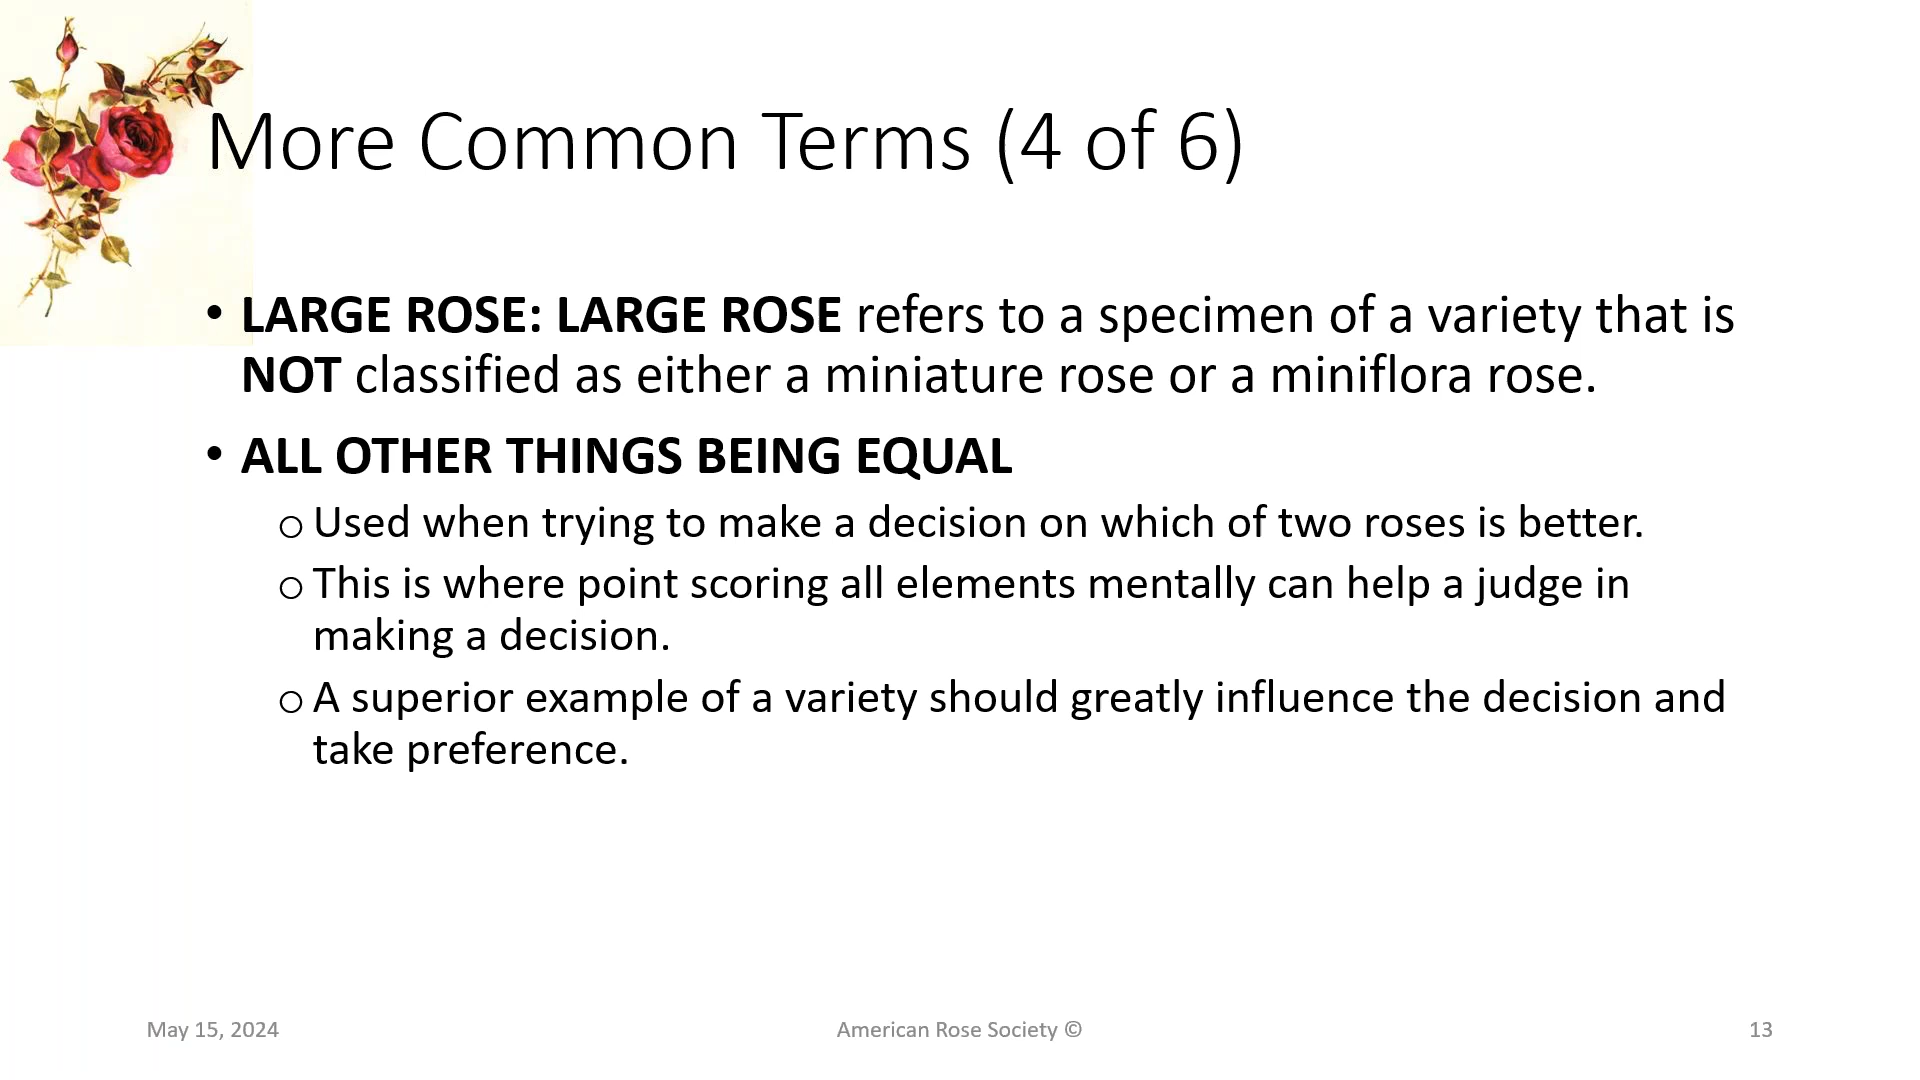 More Common Terms (4 of 6)
• LARGE ROSE: LARGE ROSE refers to a specimen of a variety that is
NOT classified as either a miniature rose or a miniflora rose.
• ALL OTHER THINGS BEING EQUAL
o Used when trying to make a decision on which of two roses is better.
o This is where point scoring all elements mentally can help a judge in
making a decision.
o A superior example of a variety should greatly influence the decision and
take preference.
May 15, 2024
American Rose Society ©
13